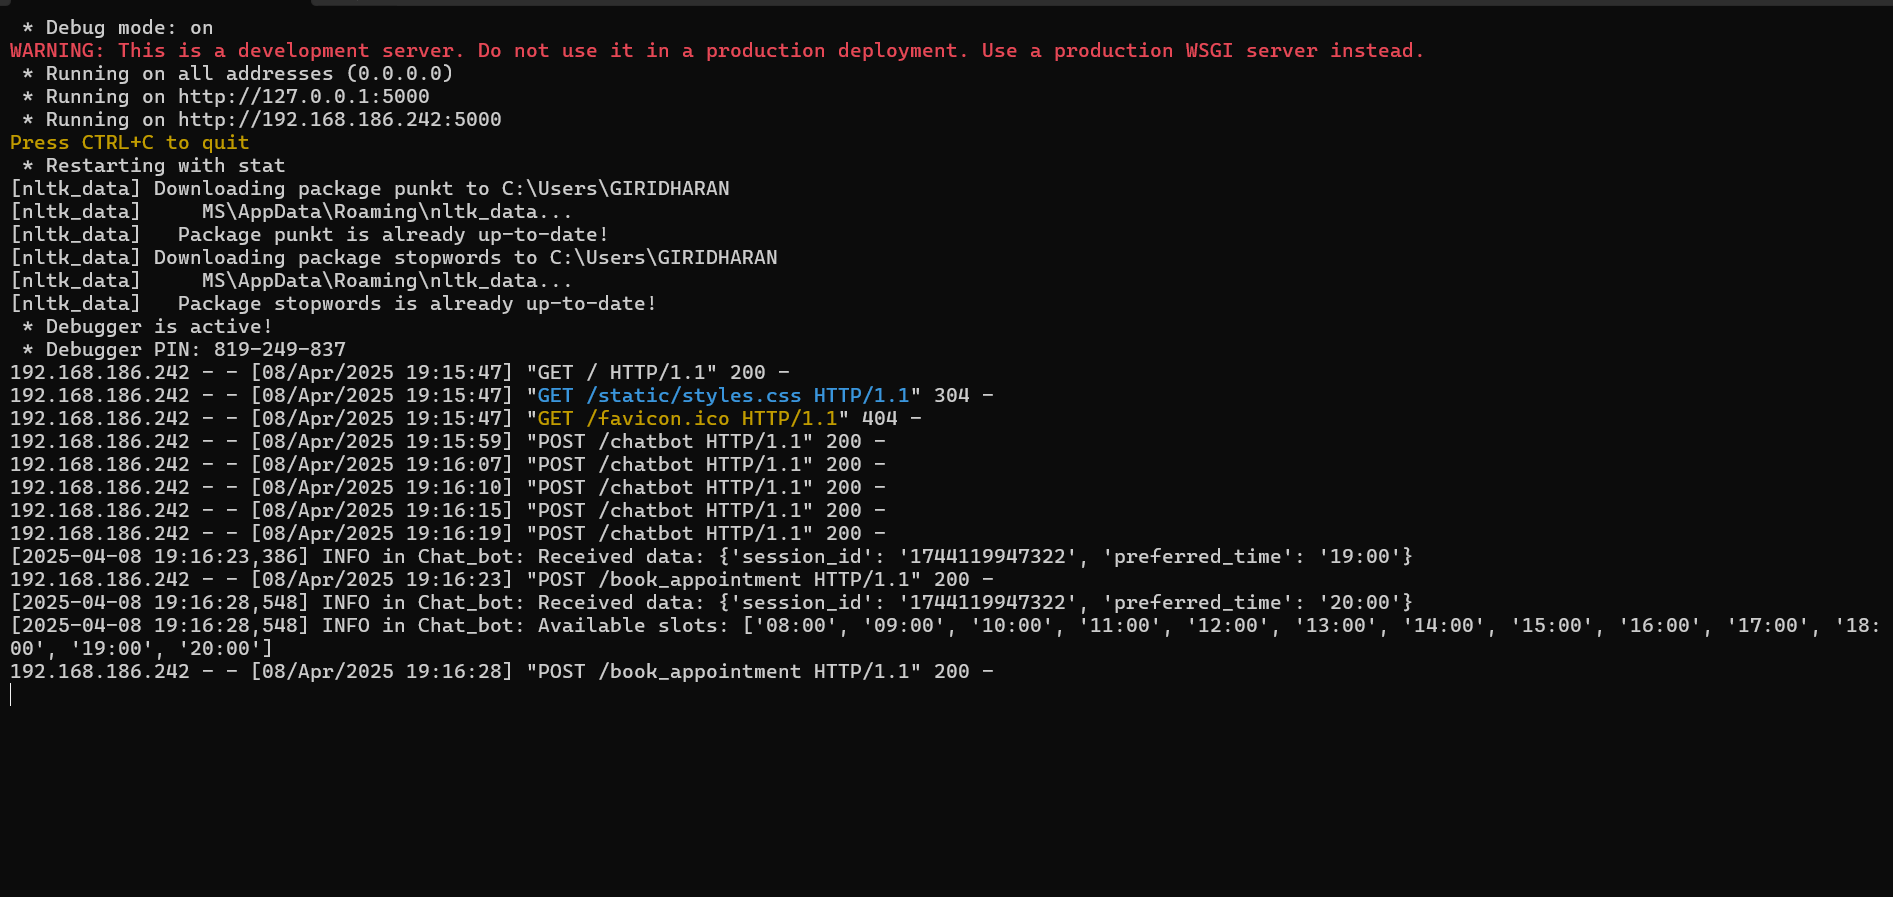 * Debug mode: on
WARNING: This is a development server. Do not use it in a production deployment. Use a production WSGI server instead.
 * Running on all addresses (0.0.0.0)
 * Running on http://127.0.0.1:5000
 * Running on http://192.168.186.242:5000
Press CTRL+C to quit
 * Restarting with stat
[nltk_data] Downloading package punkt to C:\Users\GIRIDHARAN
[nltk_data]     MS\AppData\Roaming\nltk_data...
[nltk_data]   Package punkt is already up-to-date!
[nltk_data] Downloading package stopwords to C:\Users\GIRIDHARAN
[nltk_data]     MS\AppData\Roaming\nltk_data...
[nltk_data]   Package stopwords is already up-to-date!
 * Debugger is active!
 * Debugger PIN: 819-249-837
192.168.186.242 - - [08/Apr/2025 19:15:47] "GET / HTTP/1.1" 200 -
192.168.186.242 - - [08/Apr/2025 19:15:47] "GET /static/styles.css HTTP/1.1" 304 -
192.168.186.242 - - [08/Apr/2025 19:15:47] "GET /favicon.ico HTTP/1.1" 404 -
192.168.186.242 - - [08/Apr/2025 19:15:59] "POST /chatbot HTTP/1.1" 200 -
192.168.186.242 - - [08/Apr/2025 19:16:07] "POST /chatbot HTTP/1.1" 200 -
192.168.186.242 - - [08/Apr/2025 19:16:10] "POST /chatbot HTTP/1.1" 200 -
192.168.186.242 - - [08/Apr/2025 19:16:15] "POST /chatbot HTTP/1.1" 200 -
192.168.186.242 - - [08/Apr/2025 19:16:19] "POST /chatbot HTTP/1.1" 200 -
[2025-04-08 19:16:23,386] INFO in Chat_bot: Received data: {'session_id': '1744119947322', 'preferred_time': '19:00'}
192.168.186.242 - - [08/Apr/2025 19:16:23] "POST /book_appointment HTTP/1.1" 200 -
[2025-04-08 19:16:28,548] INFO in Chat_bot: Received data: {'session_id': '1744119947322', 'preferred_time': '20:00'}
[2025-04-08 19:16:28,548] INFO in Chat_bot: Available slots: ['08:00', '09:00', '10:00', '11:00', '12:00', '13:00', '14:00', '15:00', '16:00', '17:00', '18:
00', '19:00', '20:00']
192.168.186.242 - - [08/Apr/2025 19:16:28] "POST /book_appointment HTTP/1.1" 200 -